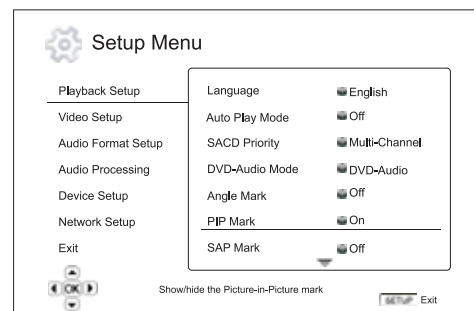 Setup Menu
Playback Setup
Video Setup
Audio Format Setup
Audio Processing
Device Setup
Network Setup
Exit
Language English
Auto Play Mode Off
SACD Priority Multi-Channel
DVD-Audio Mode DVD-Audio
Angle Mark Off
PIP Mark On
SAP Mark Off
OK
Show/hide the Picture-in-Picture mark
SETUP Exit